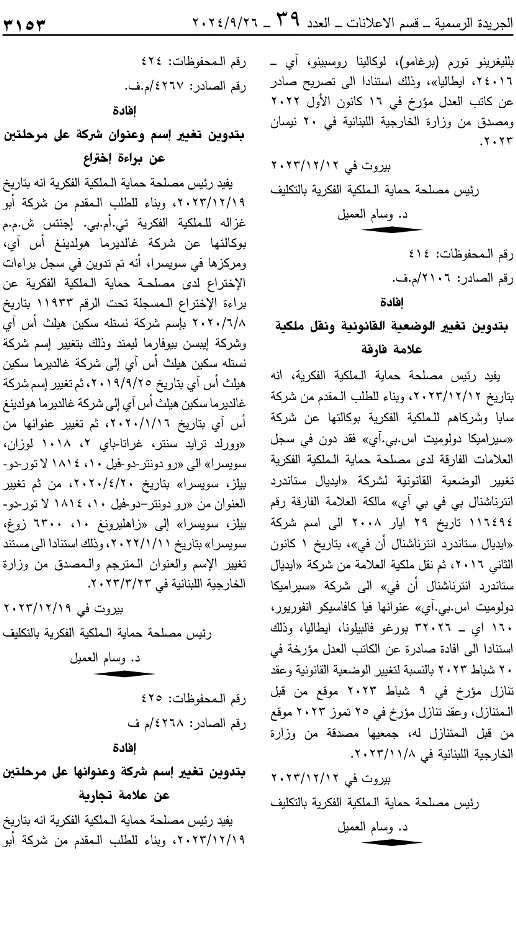 الجريدة الرسمية ــ قسم الاعلانات ــ العدد ٣٩ ــ ٢٠٢٤/٩/٢٦
٣١٥٣
بلليغرينو تورم (برغامو)، لوكاليتا روسبينو، آي ــ
٢٤٠١٦، ايطاليا»، وذلك استنادا الى تصريح صادر
عن كاتب العدل مؤرخ في ١٦ كانون الأول ٢٠٢٢
ومصدق من وزارة الخارجية اللبنانية في ٢٠ نيسان
٢٠٢٣.
بيروت في ٢٠٢٣/١٢/١٢
رئيس مصلحة حماية الملكية الفكرية بالتكليف
د. وسام العميل
رقم المحفوظات: ٤١٤
رقم الصادر: ٢١٠٦/م.ف.
إفادة
بتدوين تغيير الوضعية القانونية ونقل ملكية
علامة فارقة
يفيد رئيس مصلحة حماية الملكية الفكرية، انه
بتاريخ ٢٠٢٣/١٢/١٢، وبناء للطلب المقدم من شركة
سابا وشركاهم للملكية الفكرية بوكالتها عن شركة
«سيراميكا دولوميت اس.بي.آي» فقد دون في سجل
العلامات الفارقة لدى مصلحة حماية الملكية الفكرية
تغيير الوضعية القانونية لشركة «ايديال ستاندرد
انترناشنال بي في بي آي» مالكة العلامة الفارقة رقم
١١٦٤٩٤ تاريخ ٢٩ ايار ٢٠٠٨ الى اسم شركة
«ايديال ستاندرد انترناشنال أن في»، بتاريخ ١ كانون
الثاني ٢٠١٦، ثم نقل ملكية العلامة من شركة «ايديال
ستاندرد انترناشنال أن في» الى شركة «سيراميكا
دولوميت اس.بي.آي» عنوانها فيا كافاسيكو انفوريور،
١٦٠ اي ــ ٣٢٠٢٦ بورغو فالبيلونا، ايطاليا، وذلك
استنادا الى افادة صادرة عن الكاتب العدل مؤرخة في
٢٠ شباط ٢٠٢٣ بالنسبة لتغيير الوضعية القانونية وعقد
تنازل مؤرخ في ٩ شباط ٢٠٢٣ موقع من قبل
المتنازل، وعقد تنازل مؤرخ في ٢٥ تموز ٢٠٢٣ موقع
من قبل المتنازل له، جمعيها مصدقة من وزارة
الخارجية اللبنانية في ٢٠٢٣/١١/٨.
بيروت في ٢٠٢٣/١٢/١٢
رئيس مصلحة حماية الملكية الفكرية بالتكليف
د. وسام العميل
رقم المحفوظات: ٤٢٤
رقم الصادر: ٤٢٦٧/م.ف.
إفادة
بتدوين تغيير إسم وعنوان شركة على مرحلتين
عن براءة إختراع
يفيد رئيس مصلحة حماية الملكية الفكرية انه بتاريخ
٢٠٢٣/١٢/١٩، وبناء للطلب المقدم من شركة أبو
غزاله للملكية الفكرية تي.أم.بي. إجنتس ش.م.م
بوكالتها عن شركة غالديرما هولدينغ أس آي،
ومركزها في سويسرا، أنه تم تدوين في سجل براءات
الإختراع لدى مصلحة حماية الملكية الفكرية عن
براءة الإختراع المسجلة تحت الرقم ١١٩٣٣ بتاريخ
٢٠٢٠/٦/٨ بإسم شركة نستله سكين هيلث أس آي
وشركة إيبسن بيوفارما ليمتد وذلك بتغيير إسم شركة
نستله سكين هيلث أس آي إلى شركة غالديرما سكين
هيلث أس آي بتاريخ ٢٠١٩/٩/٢٥، ثم تغيير إسم شركة
غالديرما سكين هيلث أس آي إلى شركة غالديرما هولدينغ
أس آي بتاريخ ٢٠٢٠/١/١٦، ثم تغيير عنوانها من
«وورلد ترايد سنتر، غراتا-باي ٢، ١٠١٨ لوزان،
سويسرا» الى «رو دونتر-دو-فيل ١٠، ١٨١٤ لا تور-دو-
بيلز، سويسرا» بتاريخ ٢٠٢٠/٤/٢٠، من ثم تغيير
العنوان من «رو دونتر-دو-فيل ١٠، ١٨١٤ لا تور-دو-
بيلز، سويسرا» إلى «زاهليرونغ ١٠، ٦٣٠٠ زوغ،
سويسرا» بتاريخ ٢٠٢٢/١/١١، وذلك استنادا الى مستند
تغيير الإسم والعنوان المترجم والمصدق من وزارة
الخارجية اللبنانية في ٢٠٢٣/٣/٢٣.
بيروت في ٢٠٢٣/١٢/١٩
رئيس مصلحة حماية الملكية الفكرية بالتكليف
د. وسام العميل
رقم المحفوظات: ٤٢٥
رقم الصادر: ٤٢٦٨/م ف
إفادة
بتدوين تغيير إسم شركة وعنوانها على مرحلتين
عن علامة تجارية
يفيد رئيس مصلحة حماية الملكية الفكرية انه بتاريخ
٢٠٢٣/١٢/١٩، وبناء للطلب المقدم من شركة أبو